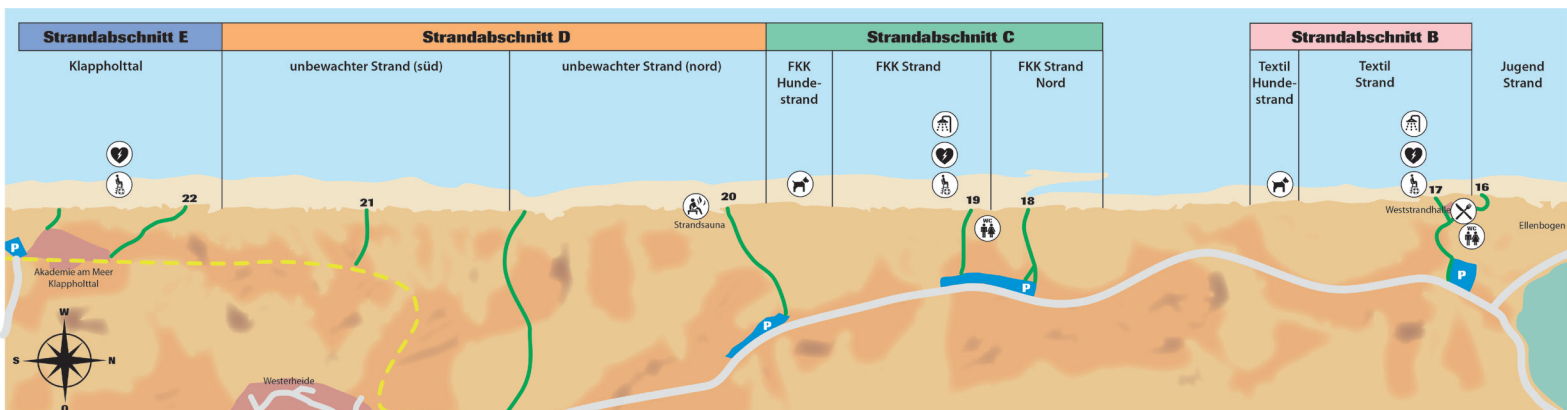 Strandabschnitt E
Strandabschnitt D
Strandabschnitt C
Strandabschnitt B
Klappholttal
unbewachter Strand (süd)
unbewachter Strand (nord)
FKK
Hunde-
strand
FKK Strand
FKK Strand
Nord
Textil
Hunde-
strand
Textil
Strand
Jugend
Strand
22
21
20
19
18
17
16
Strandsauna
WC
Weststrandhalle
WC
Ellenbogen
P
Akademie am Meer
Klappholttal
P
P
P
W
S
N
O
Westerheide